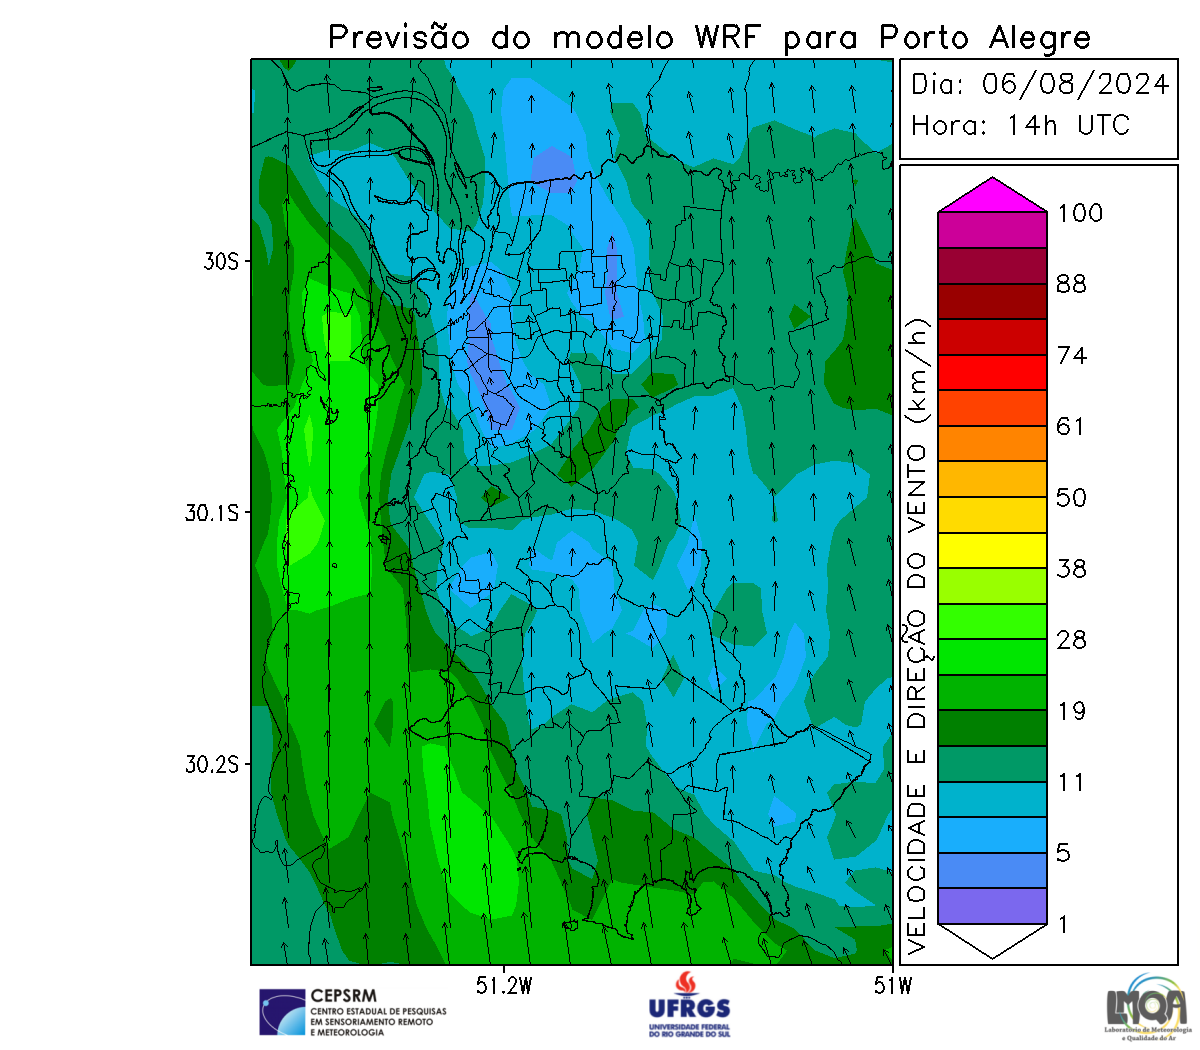 Previsão do modelo WRF para Porto Alegre
Dia: 06/08/2024
Hora: 14h UTC
100
88
74
61
50
38
28
19
11
5
1
VELOCIDADE E DIREÇÃO DO VENTO (km/h)
30S
30.1S
30.2S
51.2W
51W
CEPSRM
CENTRO ESTADUAL DE PESQUISAS
EM SENSORIAMENTO REMOTO
E METEOROLOGIA
UFRGS
UNIVERSIDADE FEDERAL
DO RIO GRANDE DO SUL
LMQA
Laboratório de Meteorologia
e Qualidade do Ar